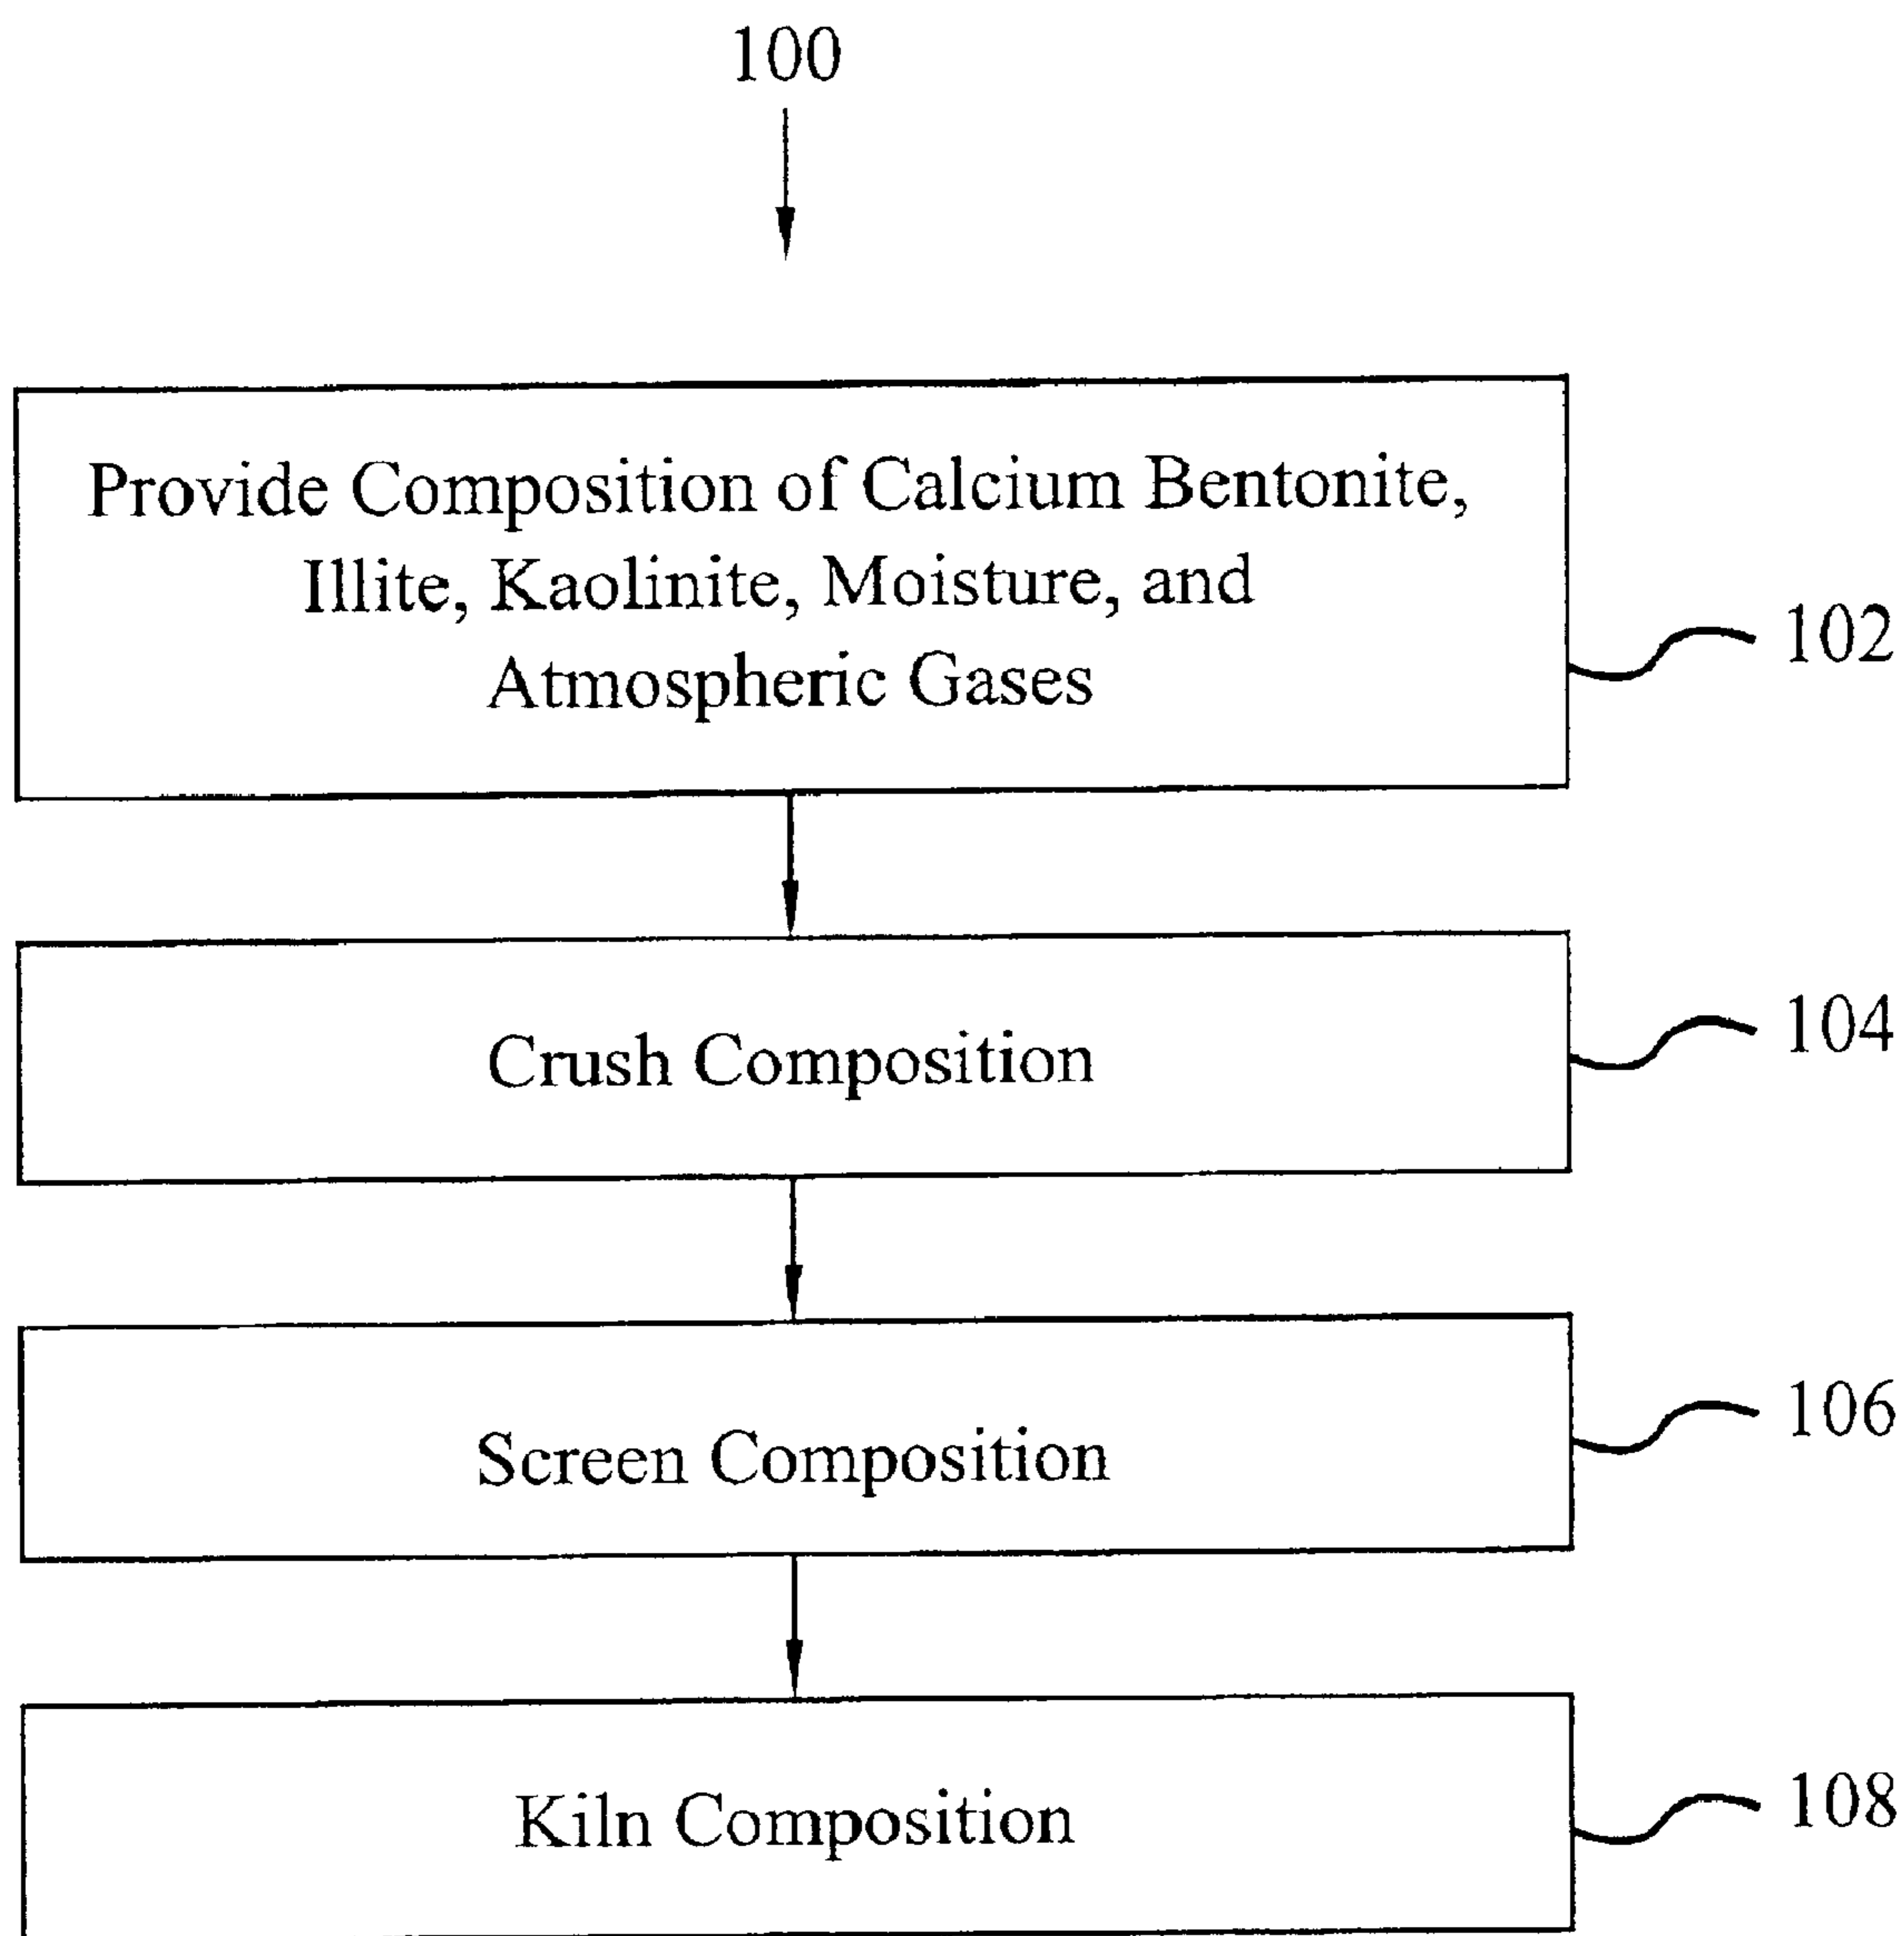 100
Provide Composition of Calcium Bentonite,
Illite, Kaolinite, Moisture, and
Atmospheric Gases
102
Crush Composition
104
Screen Composition
106
Kiln Composition
108